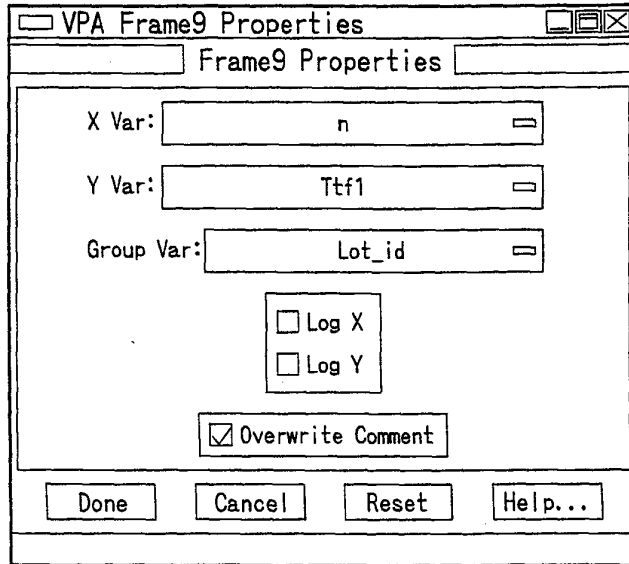 VPA Frame9 Properties
Frame9 Properties
X Var: n
Y Var: Ttf1
Group Var: Lot_id
Log X
Log Y
Overwrite Comment
Done Cancel Reset Help...